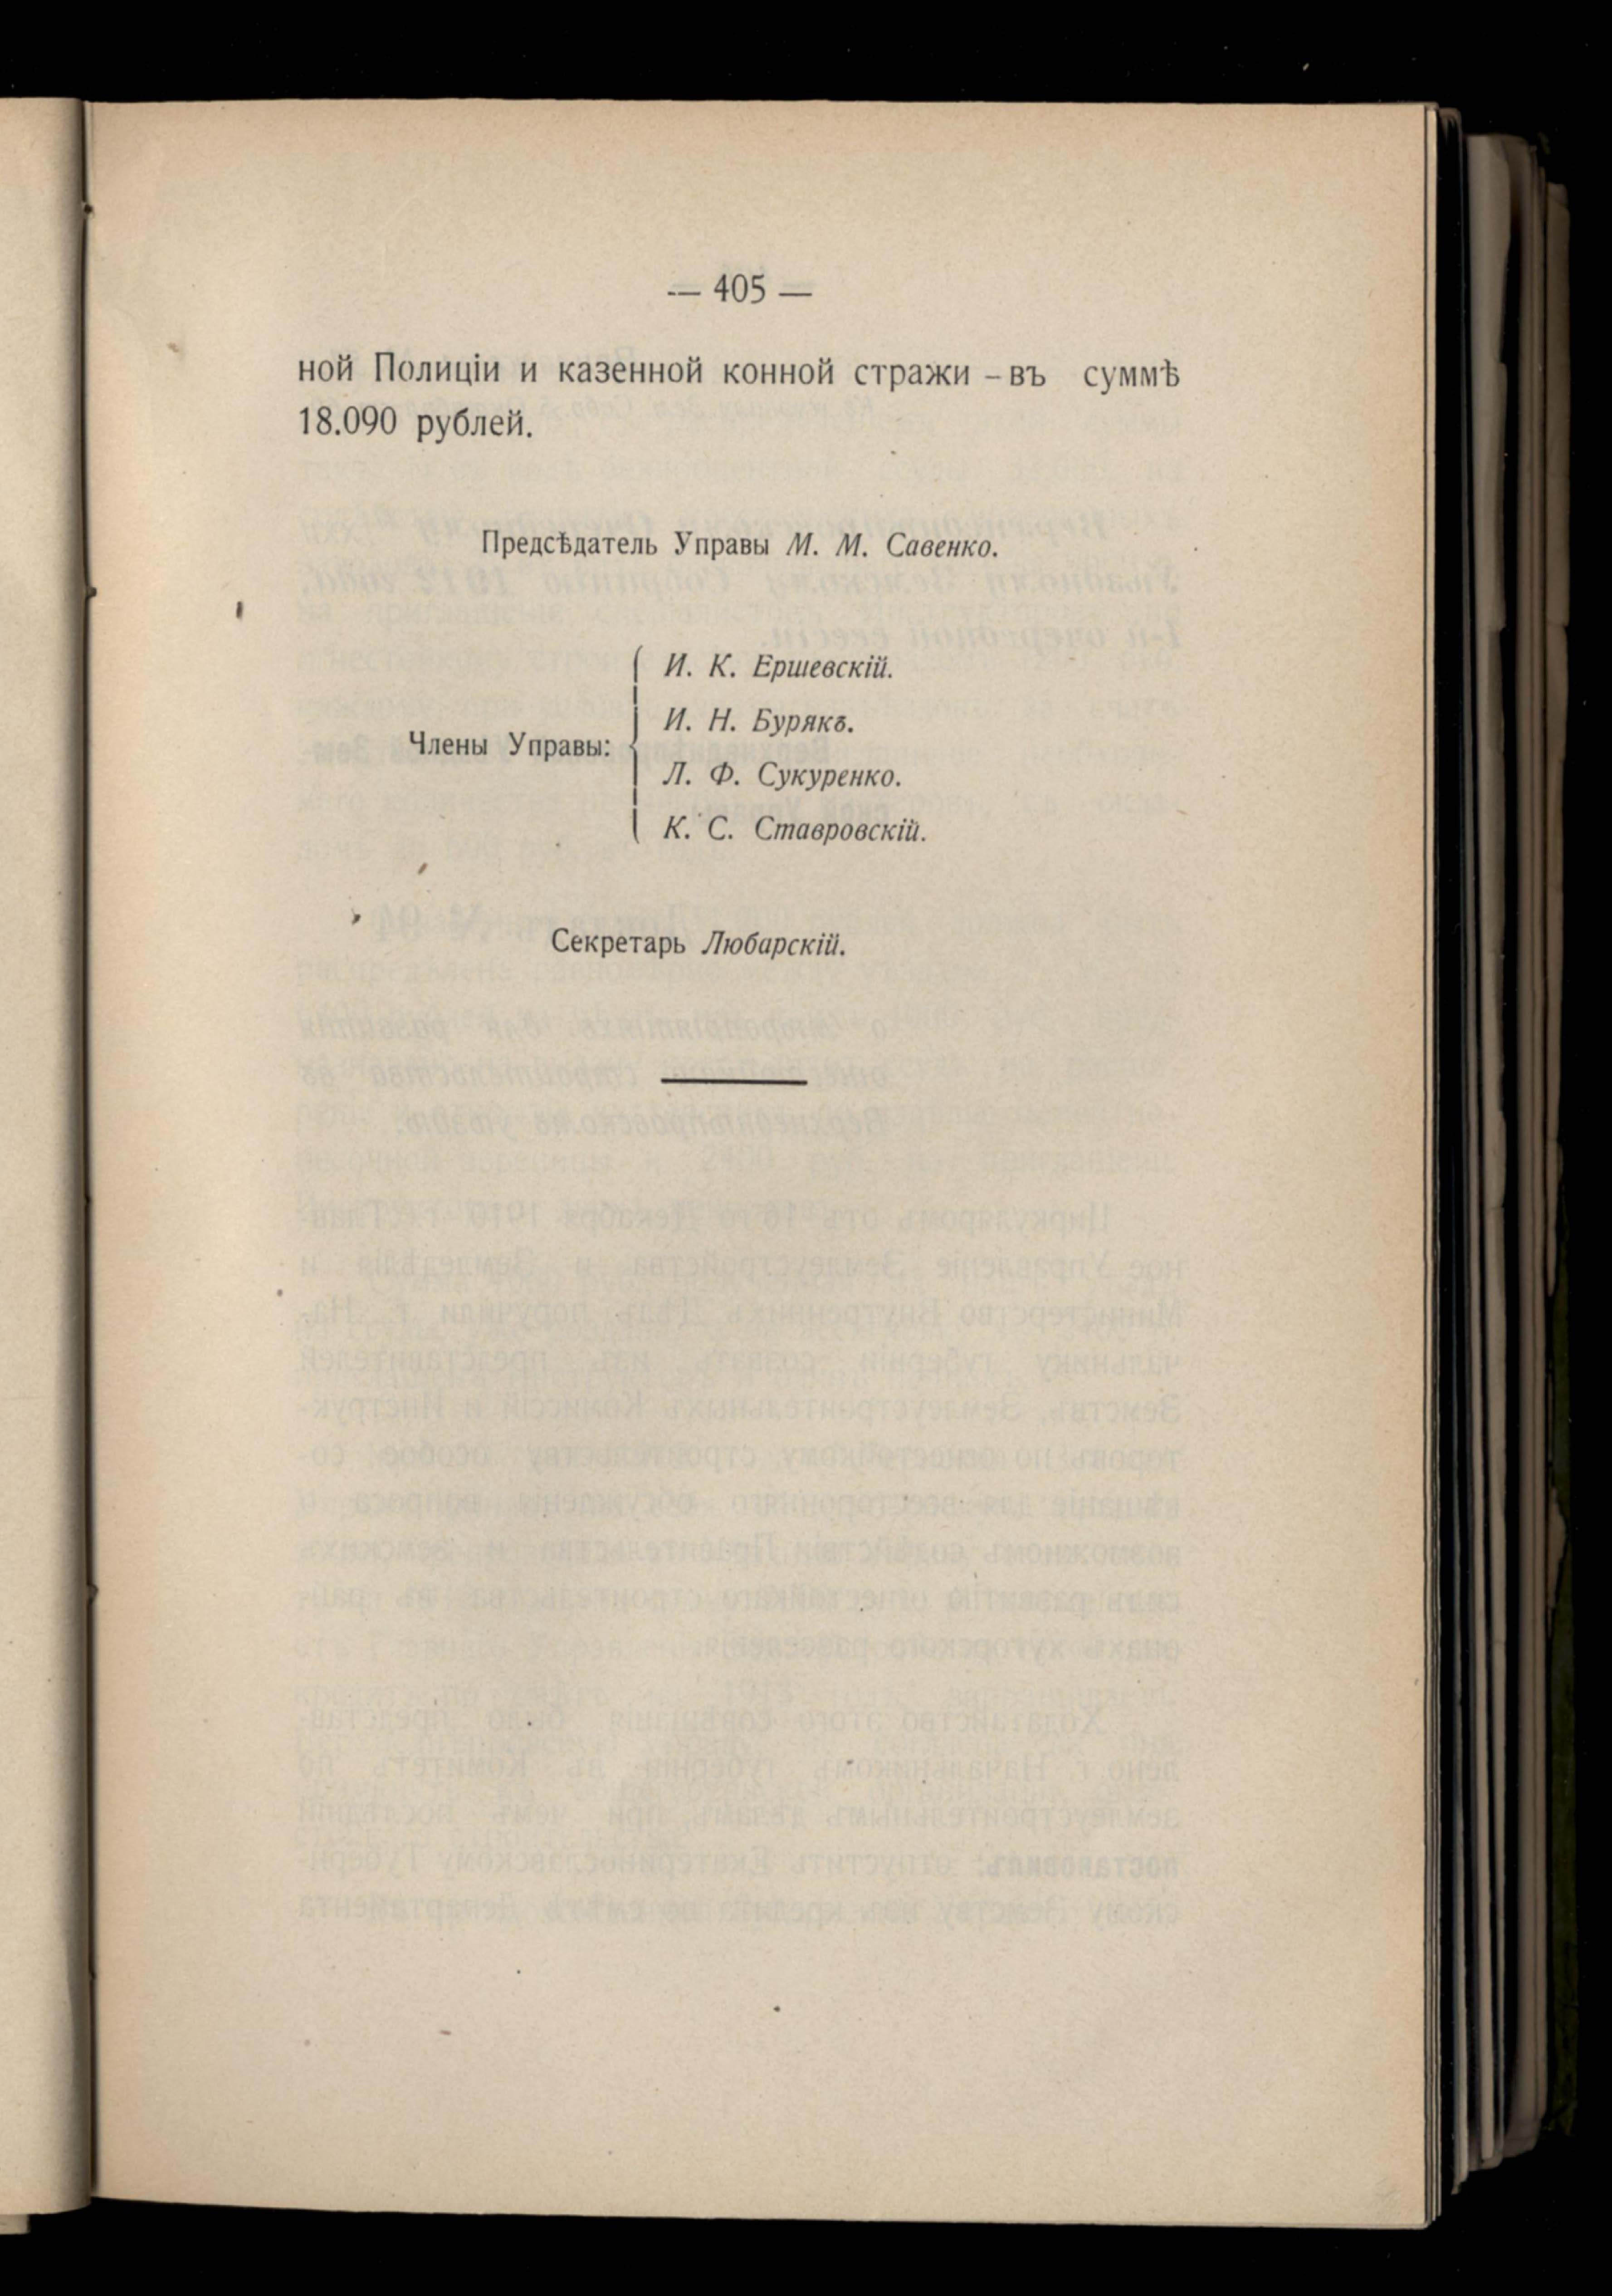 — 405 —
ной Полиціи и казенной конной стражи – въ суммѣ
18.090 рублей.
Предсѣдатель Управы М. М. Савенко.
И. К. Ершевскій.
И. Н. Бурякъ.
Члены Управы:
Л. Ф. Сукуренко.
К. С. Ставровскій.
Секретарь Любарскій.